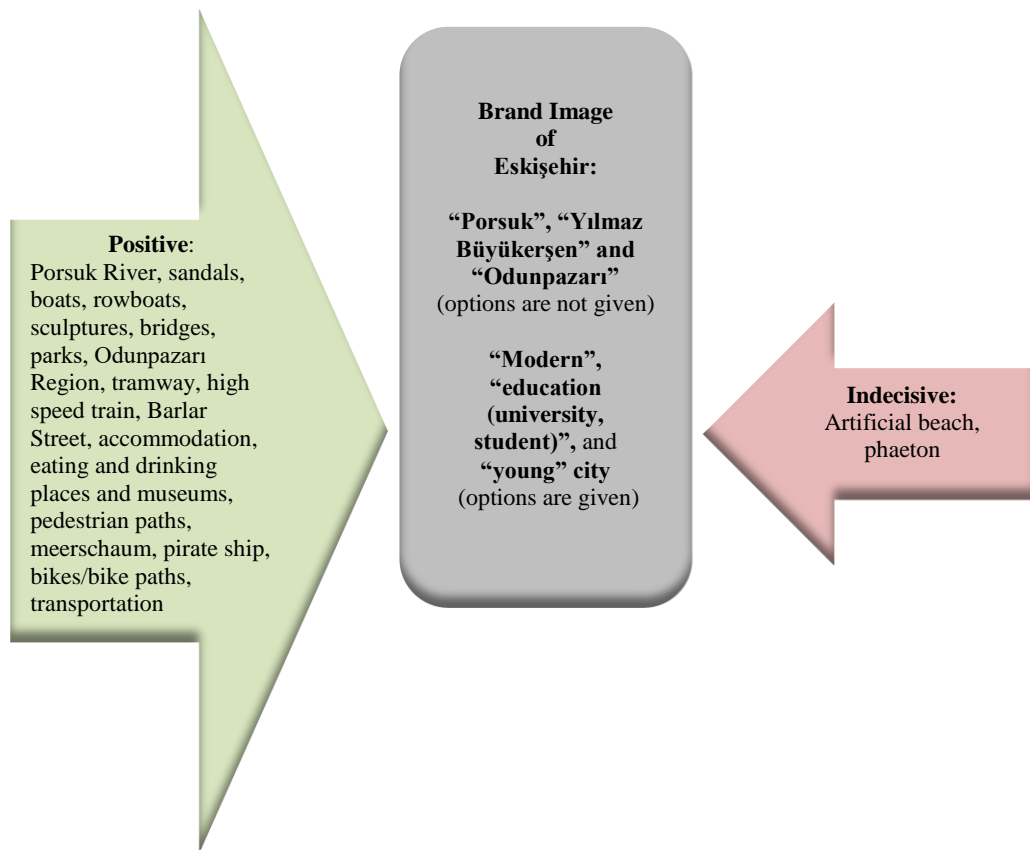 Positive:
Porsuk River, sandals,
boats, rowboats,
sculptures, bridges,
parks, Odunpazarı
Region, tramway, high
speed train, Barlar
Street, accommodation,
eating and drinking
places and museums,
pedestrian paths,
meerschaum, pirate ship,
bikes/bike paths,
transportation
Brand Image
of
Eskişehir:
“Porsuk”, “Yılmaz
Büyükerşen” and
“Odunpazarı”
(options are not given)
“Modern”,
“education
(university,
student)”, and
“young” city
(options are given)
Indecisive:
Artificial beach,
phaeton